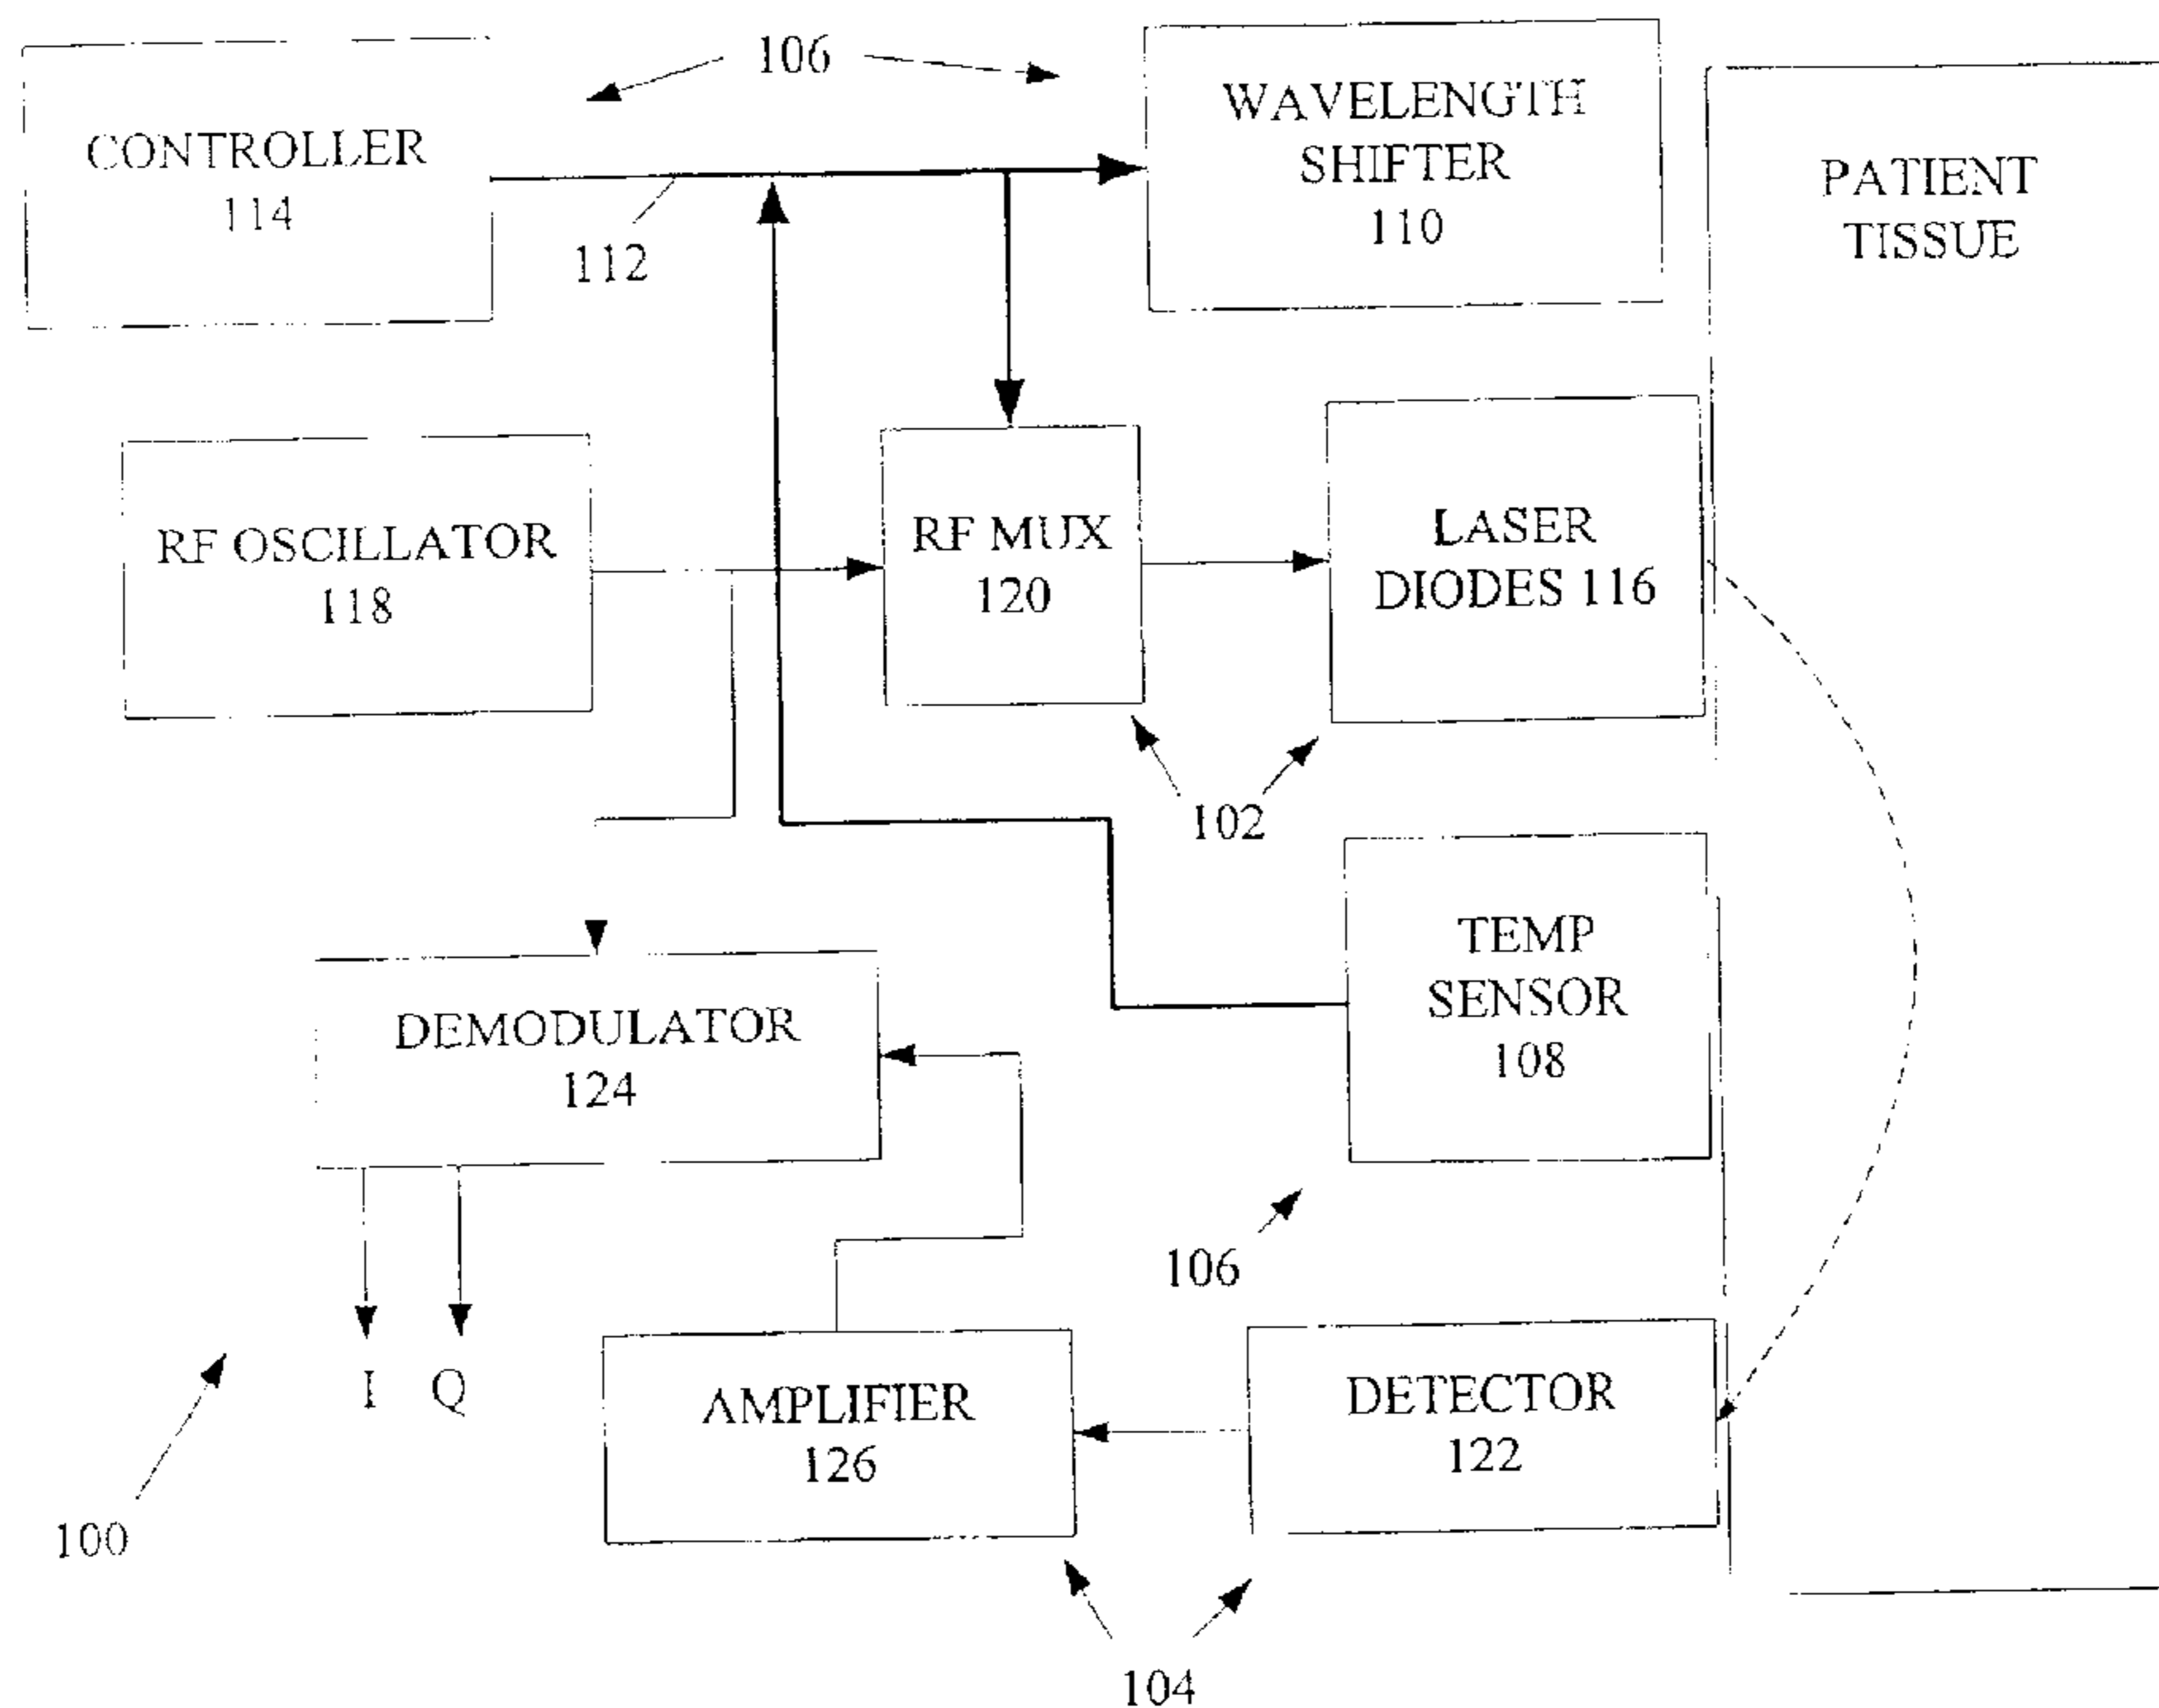 106
CONTROLLER
114
WAVELENGTH
SHIFTER
110
PATIENT
TISSUE
112
RF OSCILLATOR
118
RF MUX
120
LASER
DIODES 116
102
TEMP
SENSOR
108
DEMODULATOR
124
106
I Q
AMPLIFIER
126
DETECTOR
122
100
104